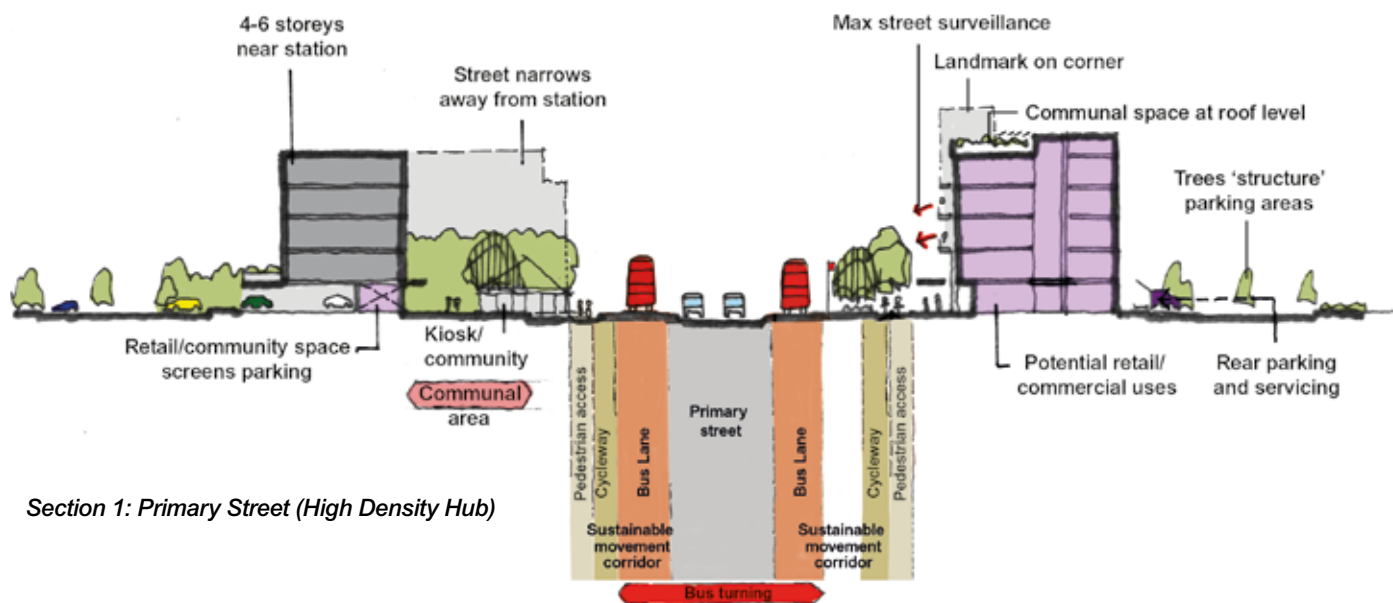 4-6 storeys
near station
Street narrows
away from station
Max street surveillance
Landmark on corner
Communal space at roof level
Trees ‘structure’
parking areas
Retail/community space
screens parking
Kiosk/
community
Communal
area
Potential retail/
commercial uses
Rear parking
and servicing
Pedestrian access
Cycleway
Bus Lane
Primary
street
Bus Lane
Cycleway
Pedestrian access
Sustainable
movement
corridor
Sustainable
movement
corridor
Bus turning
Section 1: Primary Street (High Density Hub)